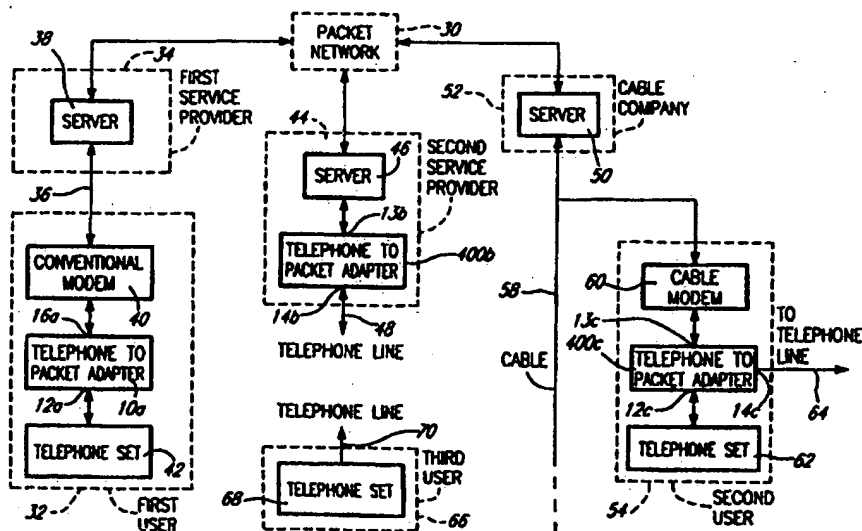 PACKET
NETWORK
30
38
34
FIRST
SERVICE
PROVIDER
SERVER
36
CONVENTIONAL
MODEM
40
16a
TELEPHONE TO
PACKET ADAPTER
10a
12a
TELEPHONE SET
42
32
FIRST
USER
44
46
SECOND
SERVICE
PROVIDER
SERVER
13b
TELEPHONE TO
PACKET ADAPTER
400b
14b
48
TELEPHONE LINE
TELEPHONE LINE
70
68
TELEPHONE SET
THIRD
USER
66
52
CABLE
COMPANY
SERVER
50
58
CABLE
60
CABLE
MODEM
13c
TO
TELEPHONE
LINE
400c
TELEPHONE TO
PACKET ADAPTER
12c
14c
64
TELEPHONE SET
62
54
SECOND
USER